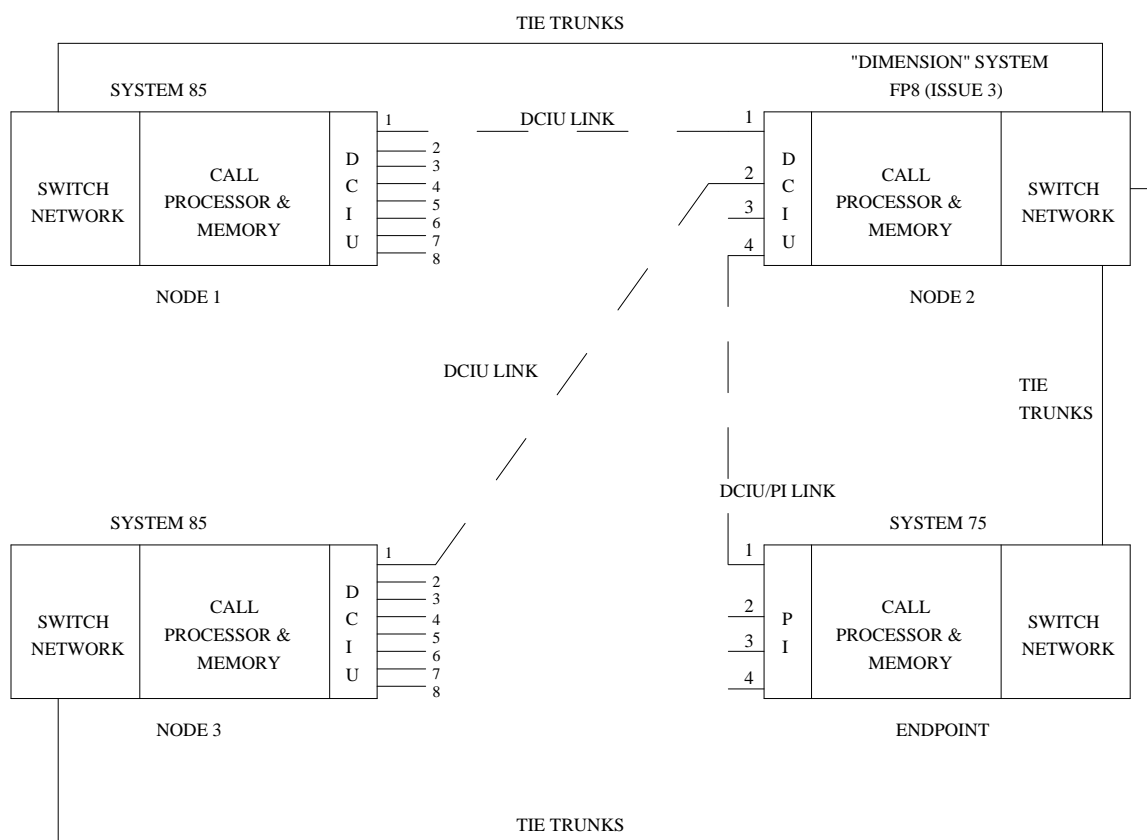 TIE TRUNKS
"DIMENSION" SYSTEM
FP8 (ISSUE 3)
SYSTEM 85
SWITCH
NETWORK
CALL
PROCESSOR &
MEMORY
D
C
I
U
1
2
3
4
5
6
7
8
NODE 1
DCIU LINK
1
2
3
4
D
C
I
U
CALL
PROCESSOR &
MEMORY
SWITCH
NETWORK
NODE 2
DCIU LINK
TIE
TRUNKS
DCIU/PI LINK
SYSTEM 85
SWITCH
NETWORK
CALL
PROCESSOR &
MEMORY
D
C
I
U
1
2
3
4
5
6
7
8
NODE 3
SYSTEM 75
1
2
3
4
P
I
CALL
PROCESSOR &
MEMORY
SWITCH
NETWORK
ENDPOINT
TIE TRUNKS